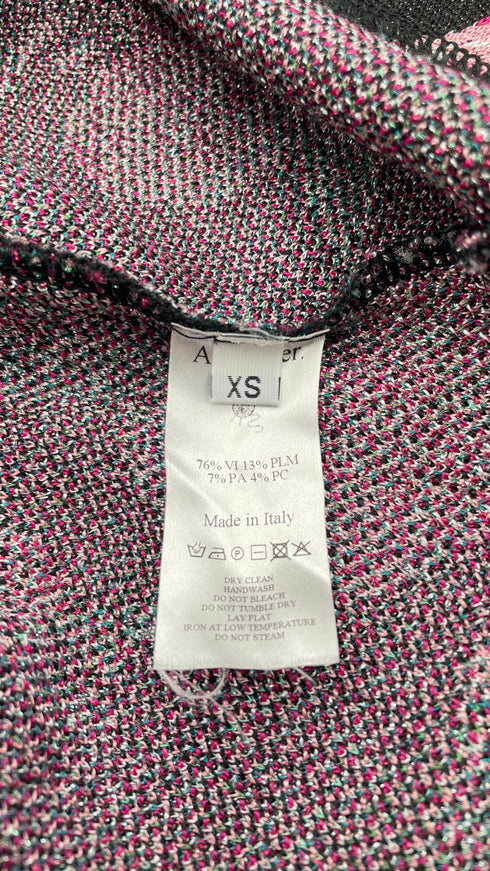 XS
76% VI 13% PLM
7% PA 4% PC
Made in Italy
DRY CLEAN
HANDWASH
DO NOT BLEACH
DO NOT TUMBLE DRY
LAY FLAT
IRON AT LOW TEMPERATURE
DO NOT STEAM